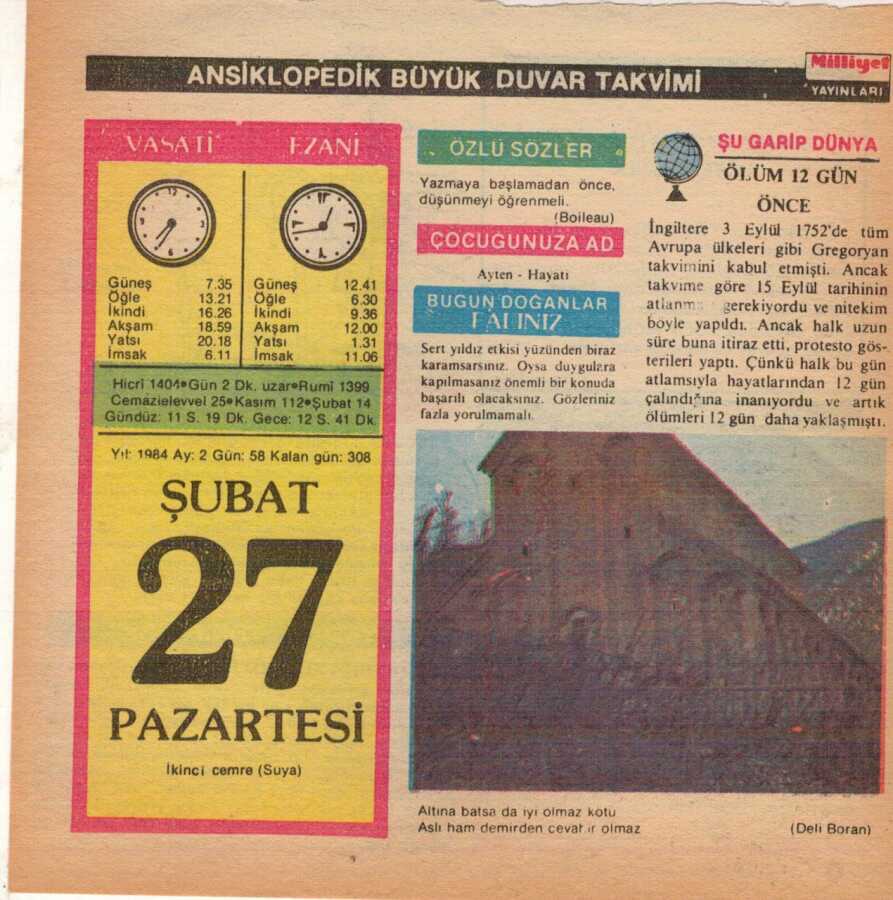 ANSİKLOPEDİK BÜYÜK DUVAR TAKVİMİ
Milliyet
YAYINLARI
VASATİ EZANİ
Güneş 7.35
Öğle 13.21
İkindi 16.26
Akşam 18.59
Yatsı 20.18
İmsak 6.11
Güneş 12.41
Öğle 6.30
İkindi 9.36
Akşam 12.00
Yatsı 1.31
İmsak 11.06
Hicrî 1404•Gün 2 Dk. uzar•Rumî 1399
Cemazielevvel 25•Kasım 112•Şubat 14
Gündüz: 11 S. 19 Dk. Gece: 12 S. 41 Dk.
Yıl: 1984 Ay: 2 Gün: 58 Kalan gün: 308
ŞUBAT
27
PAZARTESİ
İkinci cemre (Suya)
ÖZLÜ SÖZLER
Yazmaya başlamadan önce,
düşünmeyi öğrenmeli.
(Boileau)
ÇOCUĞUNUZA AD
Ayten - Hayati
BUGÜN DOĞANLAR
FALINIZ
Sert yıldız etkisi yüzünden biraz
karamsarsınız. Oysa duygulara
kapılmasanız önemli bir konuda
başarılı olacaksınız. Gözleriniz
fazla yorulmamalı.
ŞU GARİP DÜNYA
ÖLÜM 12 GÜN
ÖNCE
İngiltere 3 Eylül 1752'de tüm
Avrupa ülkeleri gibi Gregoryan
takvimini kabul etmişti. Ancak
takvime göre 15 Eylül tarihinin
gerekiyordu ve nitekim
böyle yapıldı. Ancak halk uzun
süre buna itiraz etti, protesto gös-
terileri yaptı. Çünkü halk bu gün
atlamsıyla hayatlarından 12 gün
çalındığına inanıyordu ve artık
ölümleri 12 gün daha yaklaşmıştı.
Altına batsa da iyi olmaz kötü
Aslı ham demirden cevahir olmaz
(Deli Boran)